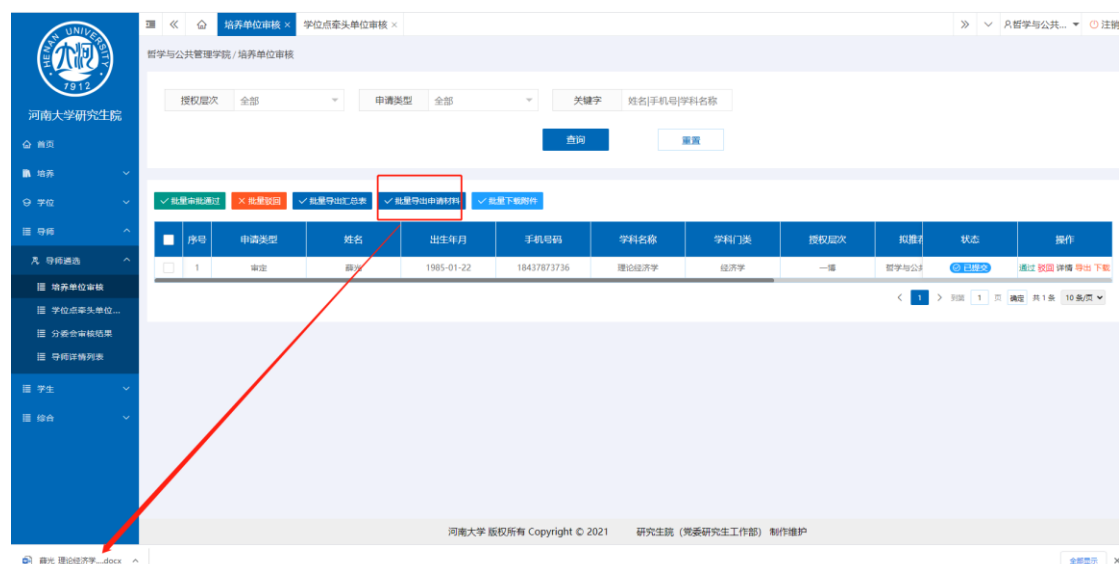 HENAN UNIVERSITY
1912
河南大学研究生院
首页
培养
学位
导师
导师遴选
培养单位审核
学位点牵头单位...
分委会审核结果
导师详情列表
学生
综合
培养单位审核 ×
学位点牵头单位审核 ×
哲学与公共... 注销
哲学与公共管理学院 / 培养单位审核
授权层次 全部 申请类型 全部 关键字 姓名|手机号|学科名称
查询 重置
批量审批通过 批量驳回 批量导出汇总表 批量导出申请材料 批量下载附件
序号 申请类型 姓名 出生年月 手机号码 学科名称 学科门类 授权层次 拟推荐 状态 操作
1 审定 薛光 1985-01-22 18437873736 理论经济学 经济学 哲学与公共 已提交 通过 驳回 详情 导出 下载
1 到第 1 页 确定 共 1 条 10 条/页
河南大学 版权所有 Copyright © 2021 研究生院（党委研究生工作部） 制作维护
薛光_理论经济学....docx
全部显示